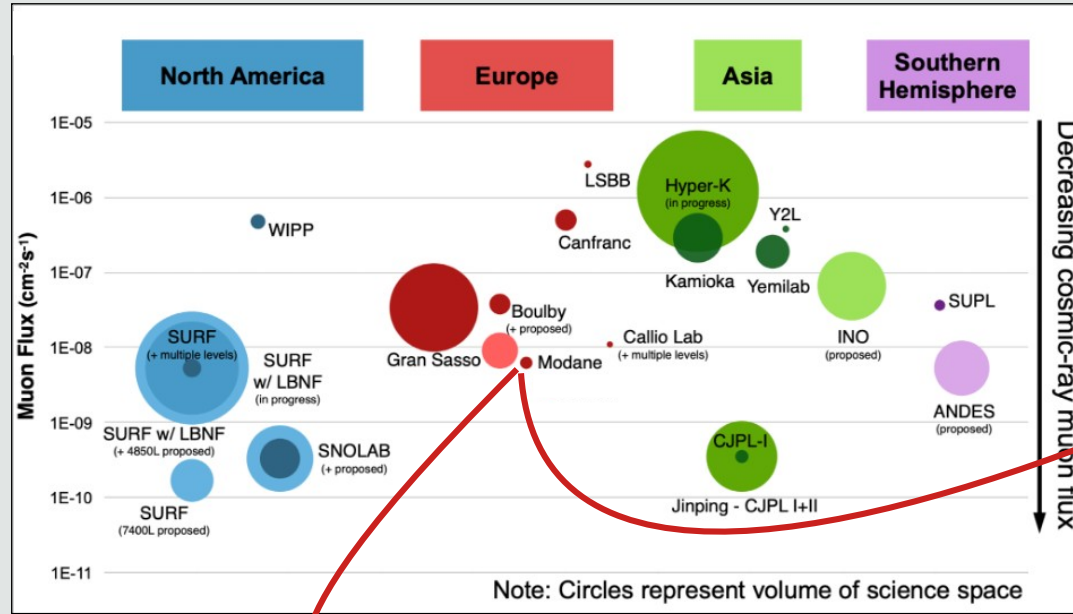 North America
Europe
Asia
Southern
Hemisphere
Muon Flux (cm⁻²s⁻¹)
1E-05
1E-06
1E-07
1E-08
1E-09
1E-10
1E-11
WIPP
SURF
(+ multiple levels)
SURF
w/ LBNF
(in progress)
SURF w/ LBNF
(+ 4850L proposed)
SURF
(7400L proposed)
SNOLAB
(+ proposed)
LSBB
Canfranc
Boulby
(+ proposed)
Gran Sasso
Modane
Callio Lab
(+ multiple levels)
Hyper-K
(in progress)
Kamioka
Y2L
Yemilab
INO
(proposed)
CJPL-I
Jinping - CJPL I+II
SUPL
ANDES
(proposed)
Decreasing cosmic-ray muon flux
Note: Circles represent volume of science space